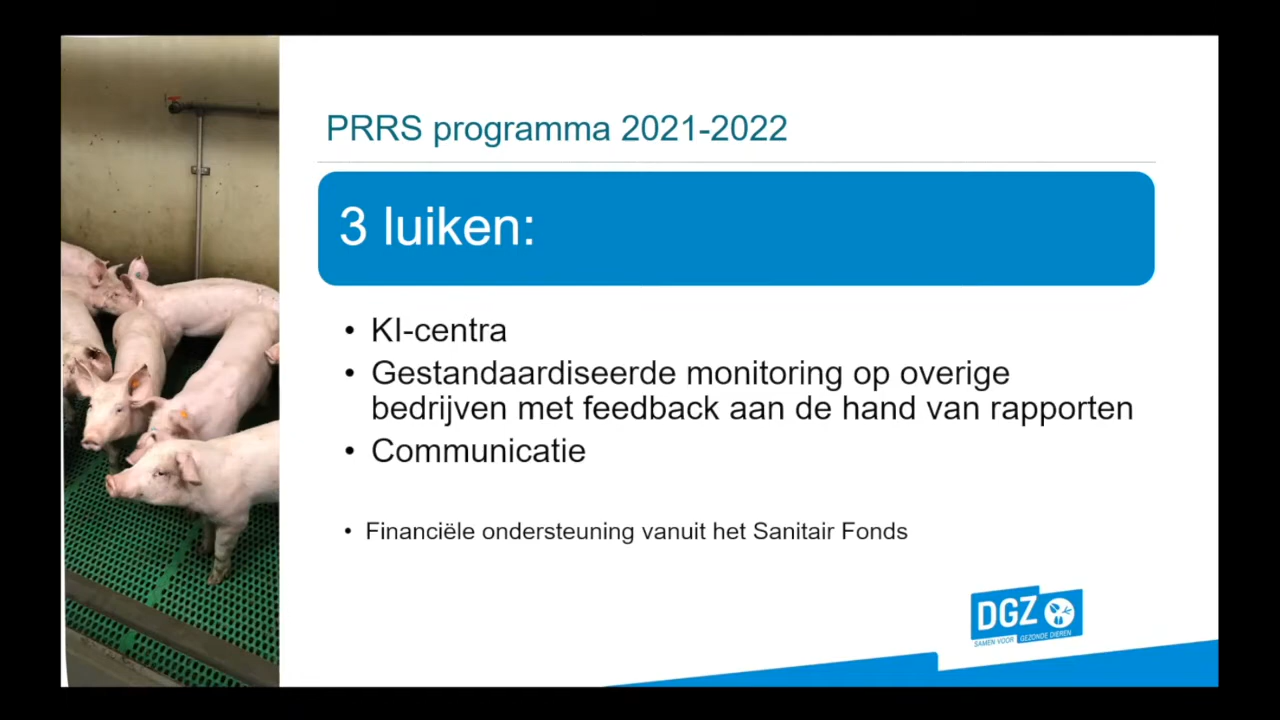 PRRS programma 2021-2022
3 luiken:
• KI-centra
• Gestandaardiseerde monitoring op overige
bedrijven met feedback aan de hand van rapporten
• Communicatie
• Financiële ondersteuning vanuit het Sanitair Fonds
DGZ
SAMEN VOOR GEZONDE DIEREN